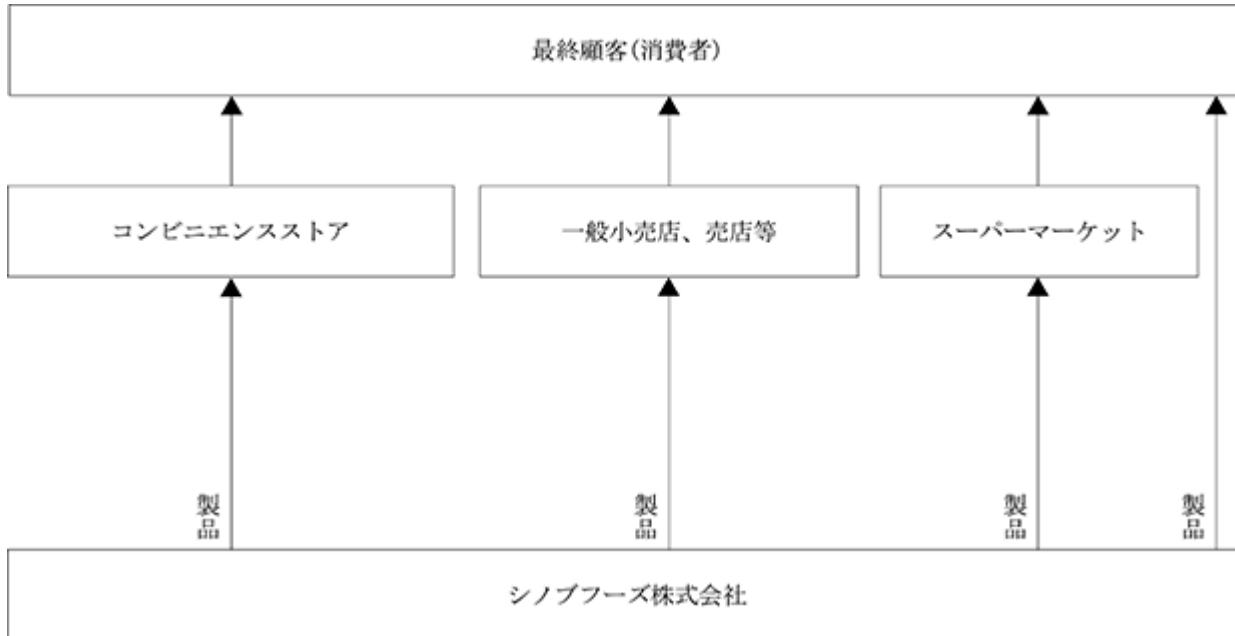 最終顧客(消費者)
コンビニエンスストア
一般小売店、売店等
スーパーマーケット
製品
製品
製品
製品
シノブフーズ株式会社